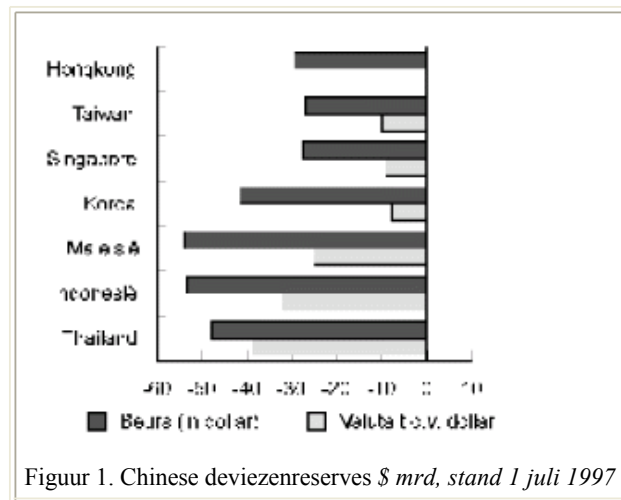 Hongkong
Taiwan
Singapore
Korea
Maleisië
Indonesië
Thailand
-60 -50 -40 -30 -20 -10 0 10
Beurs (in dollar) Valuta t.o.v. dollar
Figuur 1. Chinese deviezenreserves $ mrd, stand 1 juli 1997